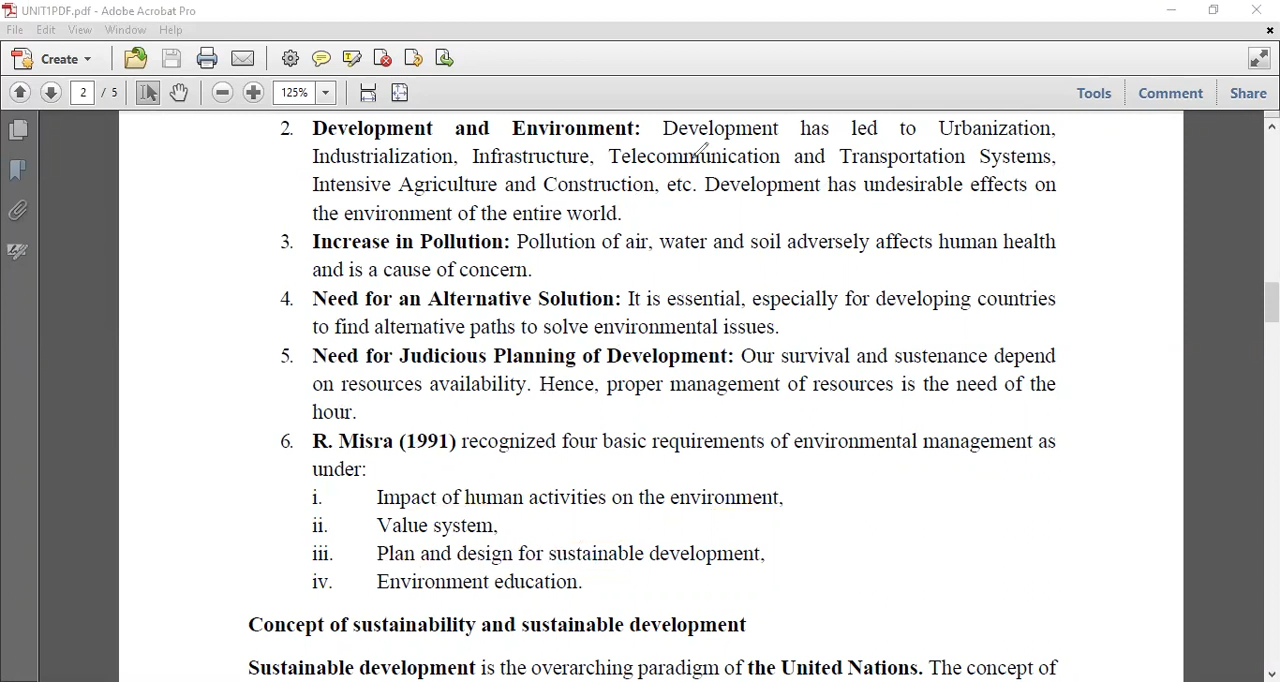 UNIT1PDF.pdf - Adobe Acrobat Pro
File Edit View Window Help
Create
2 / 5 125% Tools Comment Share
2. Development and Environment: Development has led to Urbanization,
Industrialization, Infrastructure, Telecommunication and Transportation Systems,
Intensive Agriculture and Construction, etc. Development has undesirable effects on
the environment of the entire world.
3. Increase in Pollution: Pollution of air, water and soil adversely affects human health
and is a cause of concern.
4. Need for an Alternative Solution: It is essential, especially for developing countries
to find alternative paths to solve environmental issues.
5. Need for Judicious Planning of Development: Our survival and sustenance depend
on resources availability. Hence, proper management of resources is the need of the
hour.
6. R. Misra (1991) recognized four basic requirements of environmental management as
under:
i. Impact of human activities on the environment,
ii. Value system,
iii. Plan and design for sustainable development,
iv. Environment education.
Concept of sustainability and sustainable development
Sustainable development is the overarching paradigm of the United Nations. The concept of